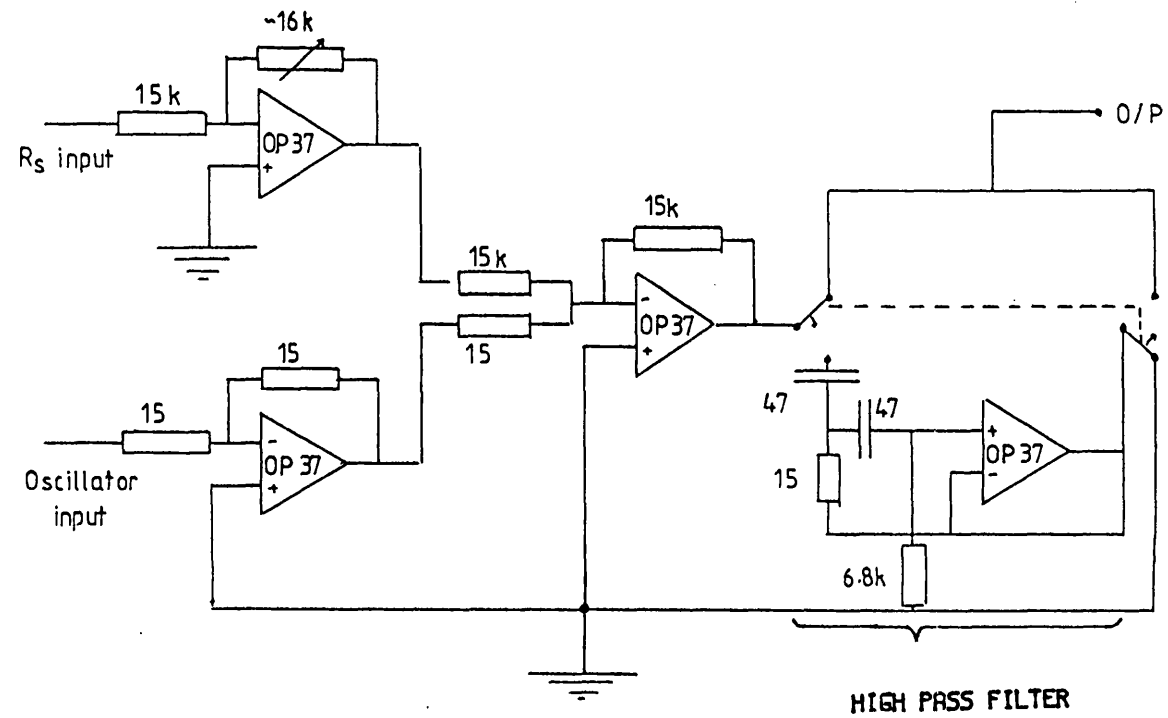 ~16k
15k
OP37
+
Rs input
15k
15k
-
OP37
+
15
15
15
-
OP37
+
Oscillator
input
O/P
47
47
15
+
OP37
-
6.8k
HIGH PASS FILTER